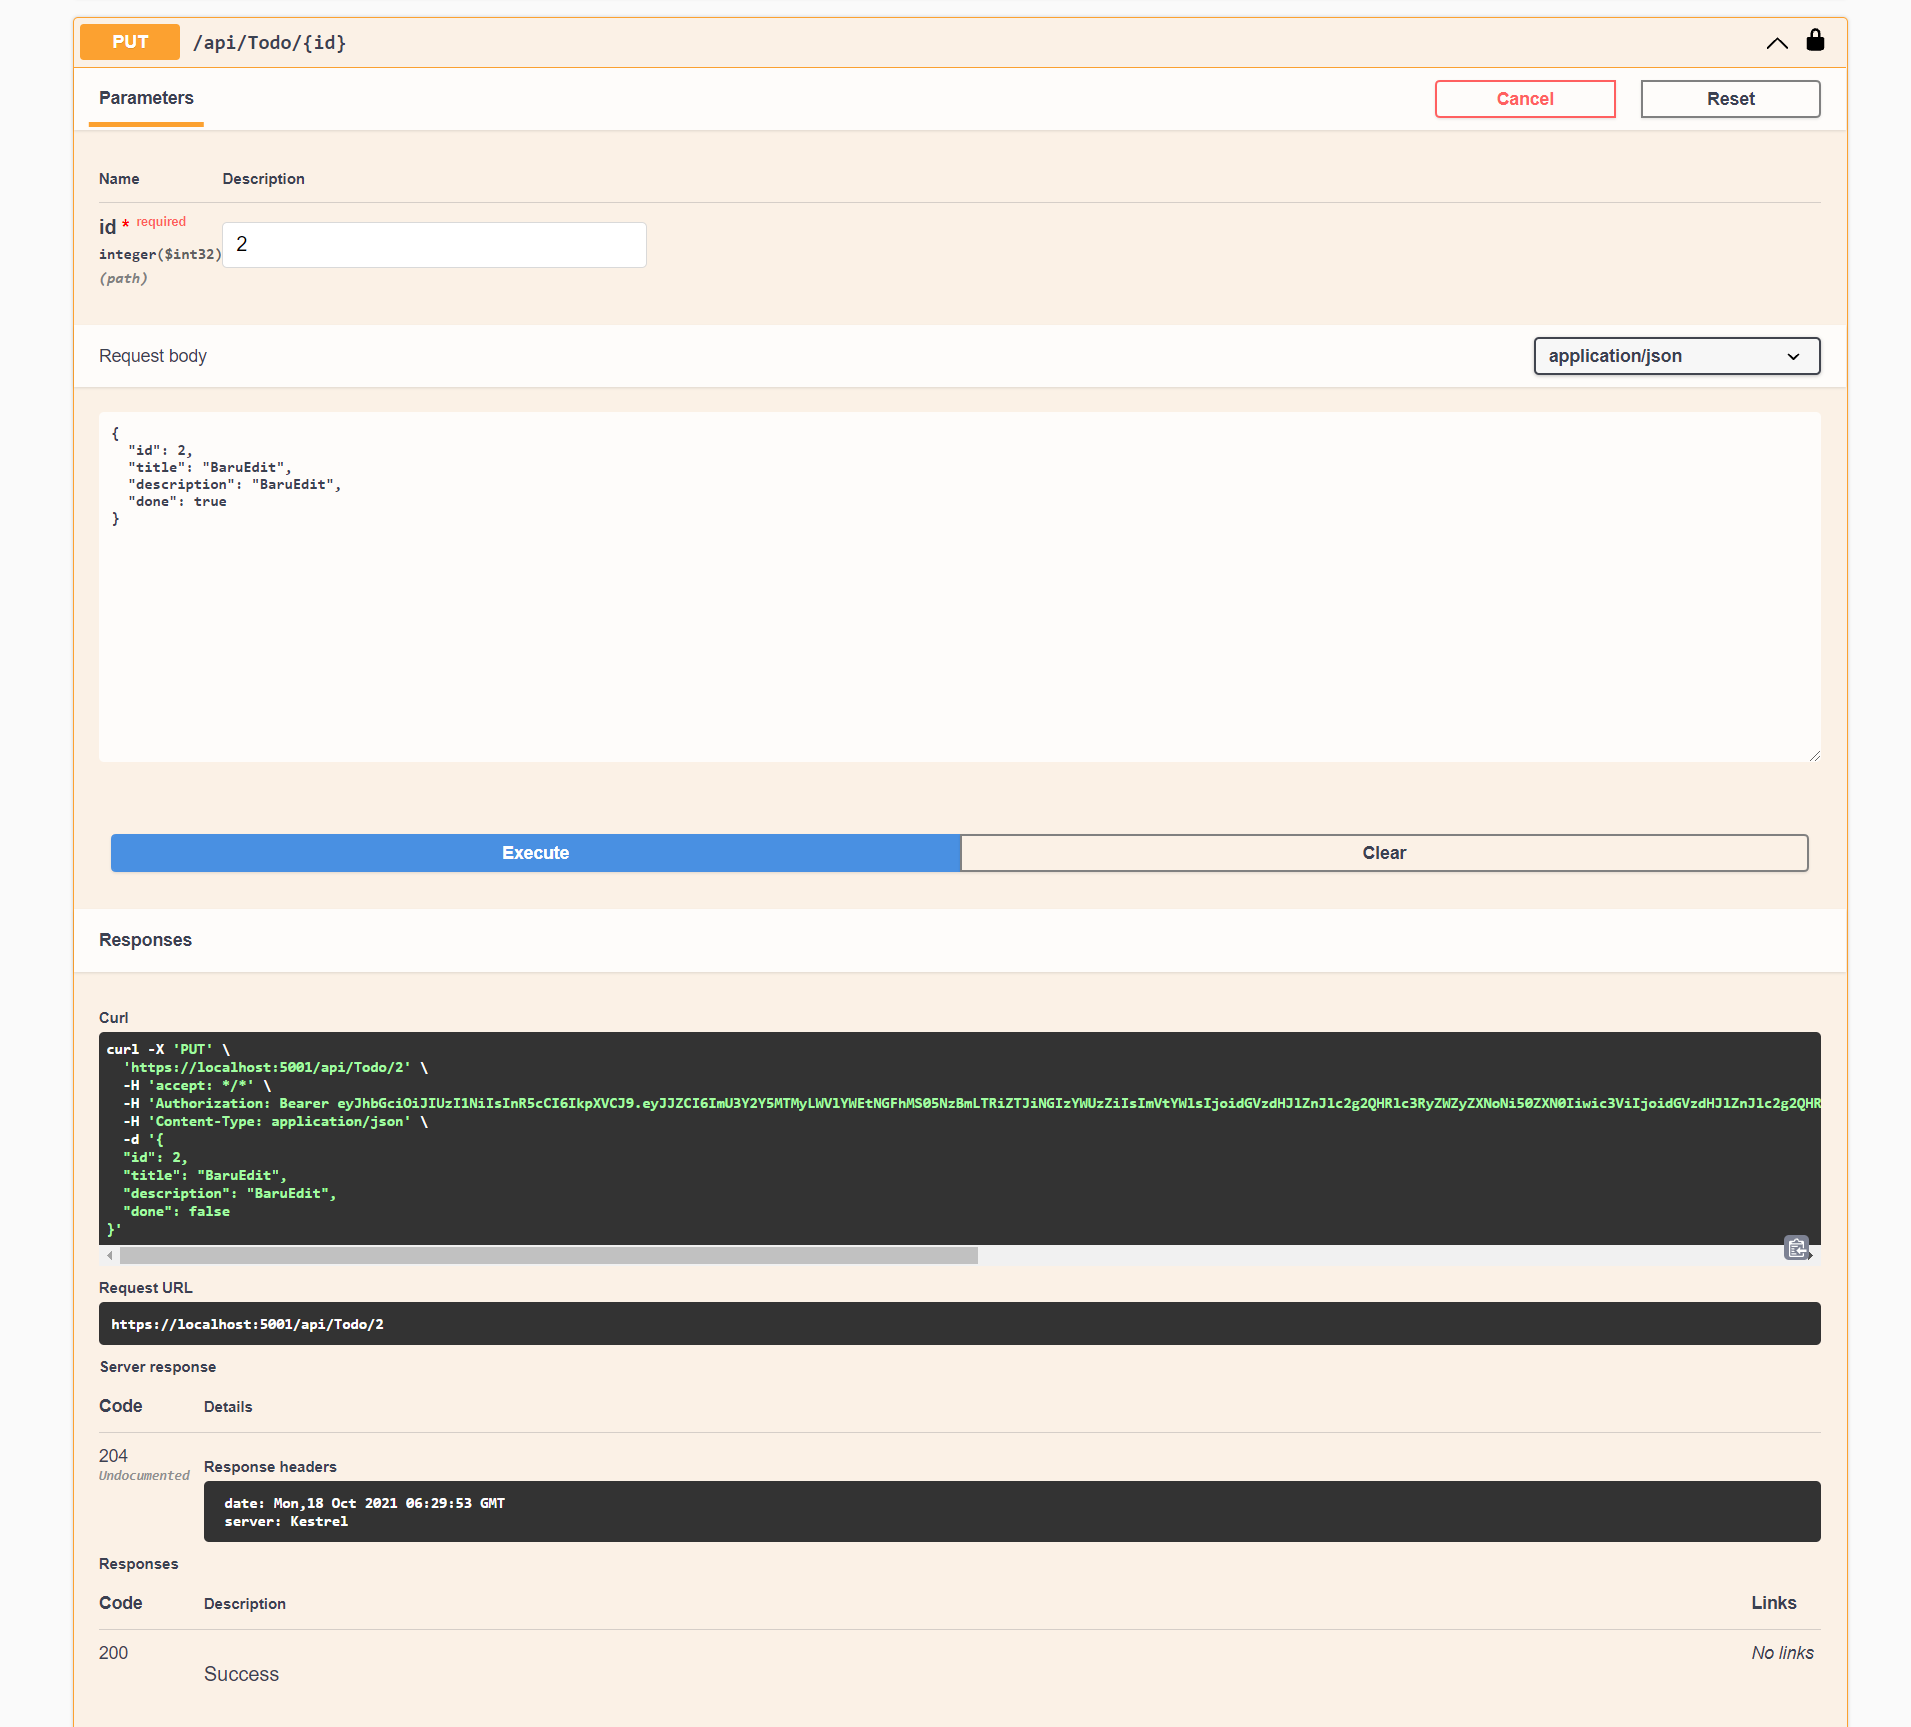 PUT /api/Todo/{id}
Parameters
Cancel
Reset
Name Description
id * required
integer($int32)
(path)
2
Request body
application/json
{
  "id": 2,
  "title": "BaruEdit",
  "description": "BaruEdit",
  "done": true
}
Execute
Clear
Responses
Curl
curl -X 'PUT' \
  'https://localhost:5001/api/Todo/2' \
  -H 'accept: */*' \
  -H 'Authorization: Bearer eyJhbGciOiJIUzI1NiIsInR5cCI6IkpXVCJ9.eyJJZCI6ImU3Y2Y5MTMyLWVlYWEtNGFhMS05NzBmLTRiZTJiNGIzYWUzZiIsImVtYWlsIjoidGVzdHJlZnJlc2g2QHRlc3RyZWZyZXNoNi50ZXN0Iiwic3ViIjoidGVzdHJlZnJlc2g2QHR
  -H 'Content-Type: application/json' \
  -d '{
  "id": 2,
  "title": "BaruEdit",
  "description": "BaruEdit",
  "done": false
}'
Request URL
https://localhost:5001/api/Todo/2
Server response
Code Details
204
Undocumented
Response headers
date: Mon,18 Oct 2021 06:29:53 GMT
server: Kestrel
Responses
Code Description Links
200 No links
Success